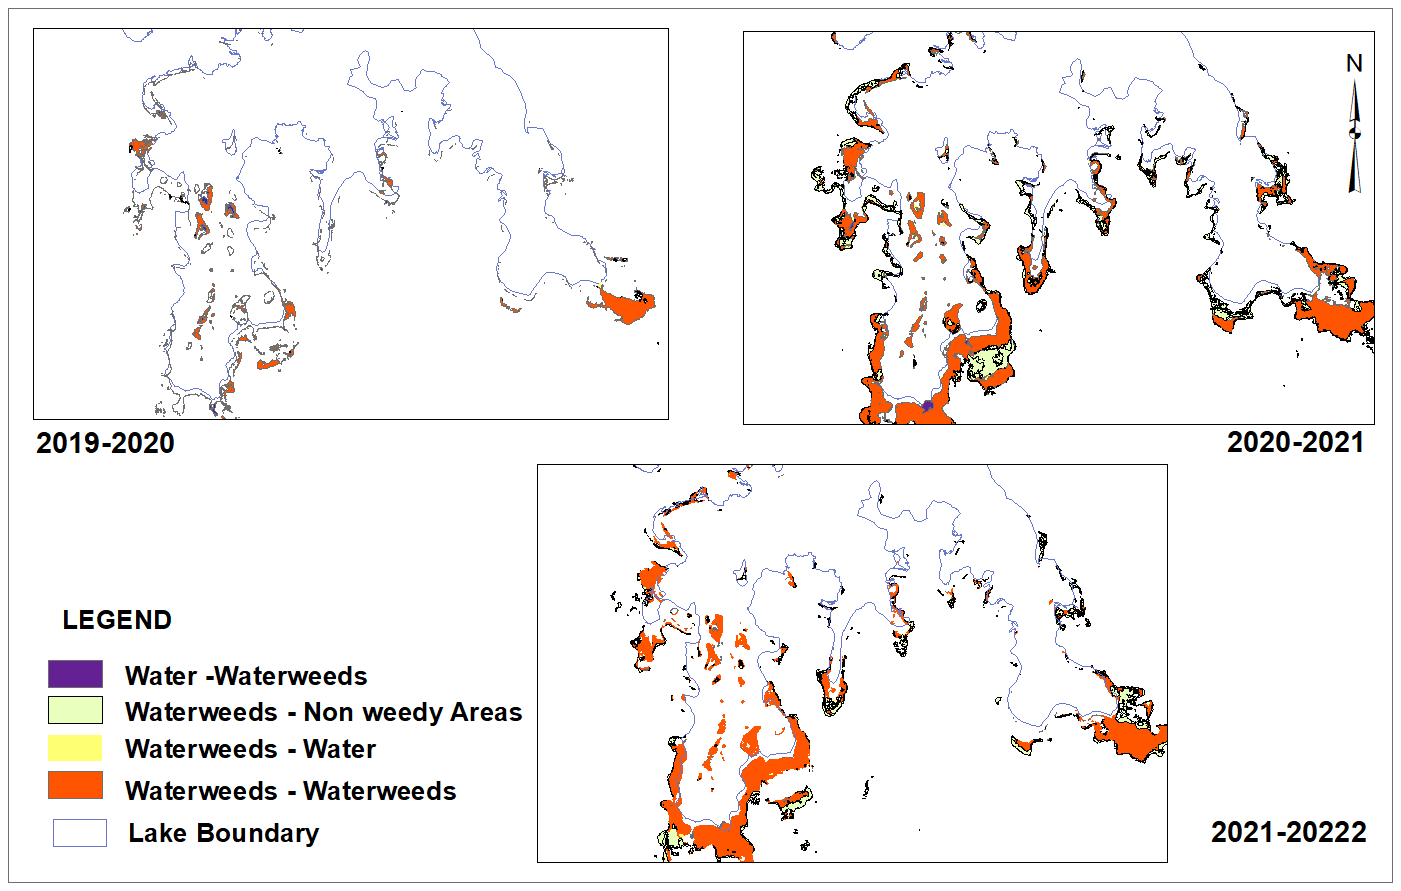 N
2019-2020
2020-2021
LEGEND
Water -Waterweeds
Waterweeds - Non weedy Areas
Waterweeds - Water
Waterweeds - Waterweeds
Lake Boundary
2021-20222